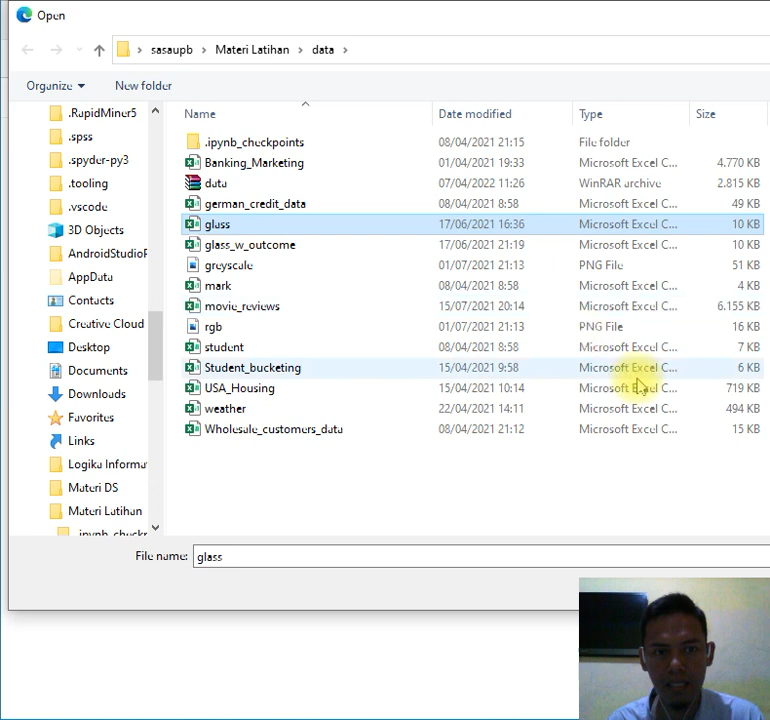 Open
sasaupb > Materi Latihan > data >
Organize New folder
Name Date modified Type Size
.RapidMiner5
.spss
.spyder-py3
.tooling
.vscode
3D Objects
AndroidStudioP
AppData
Contacts
Creative Cloud
Desktop
Documents
Downloads
Favorites
Links
Logika Informa
Materi DS
Materi Latihan
.ipynb_checkp
.ipynb_checkpoints 08/04/2021 21:15 File folder
Banking_Marketing 01/04/2021 19:33 Microsoft Excel C... 4.770 KB
data 07/04/2022 11:26 WinRAR archive 2.815 KB
german_credit_data 08/04/2021 8:58 Microsoft Excel C... 49 KB
glass 17/06/2021 16:36 Microsoft Excel C... 10 KB
glass_w_outcome 17/06/2021 21:19 Microsoft Excel C... 10 KB
greyscale 01/07/2021 21:13 PNG File 51 KB
mark 08/04/2021 8:58 Microsoft Excel C... 4 KB
movie_reviews 15/07/2021 20:14 Microsoft Excel C... 6.155 KB
rgb 01/07/2021 21:13 PNG File 16 KB
student 08/04/2021 8:58 Microsoft Excel C... 7 KB
Student_bucketing 15/04/2021 9:58 Microsoft Excel C... 6 KB
USA_Housing 15/04/2021 10:14 Microsoft Excel C... 719 KB
weather 22/04/2021 14:11 Microsoft Excel C... 494 KB
Wholesale_customers_data 08/04/2021 21:12 Microsoft Excel C... 15 KB
File name: glass